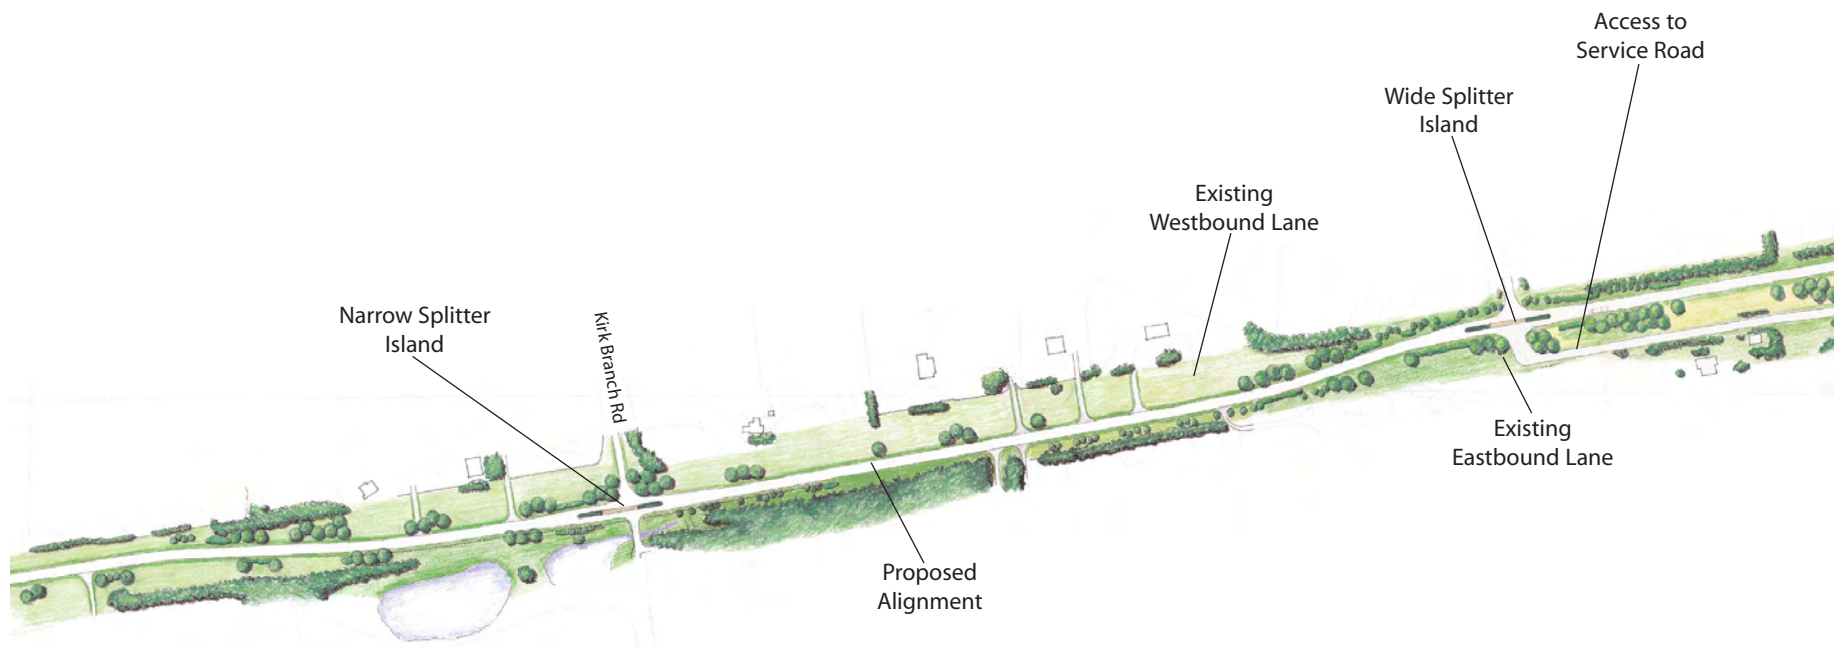 Access to
Service Road
Wide Splitter
Island
Existing
Westbound Lane
Narrow Splitter
Island
Kirk Branch Rd
Existing
Eastbound Lane
Proposed
Alignment